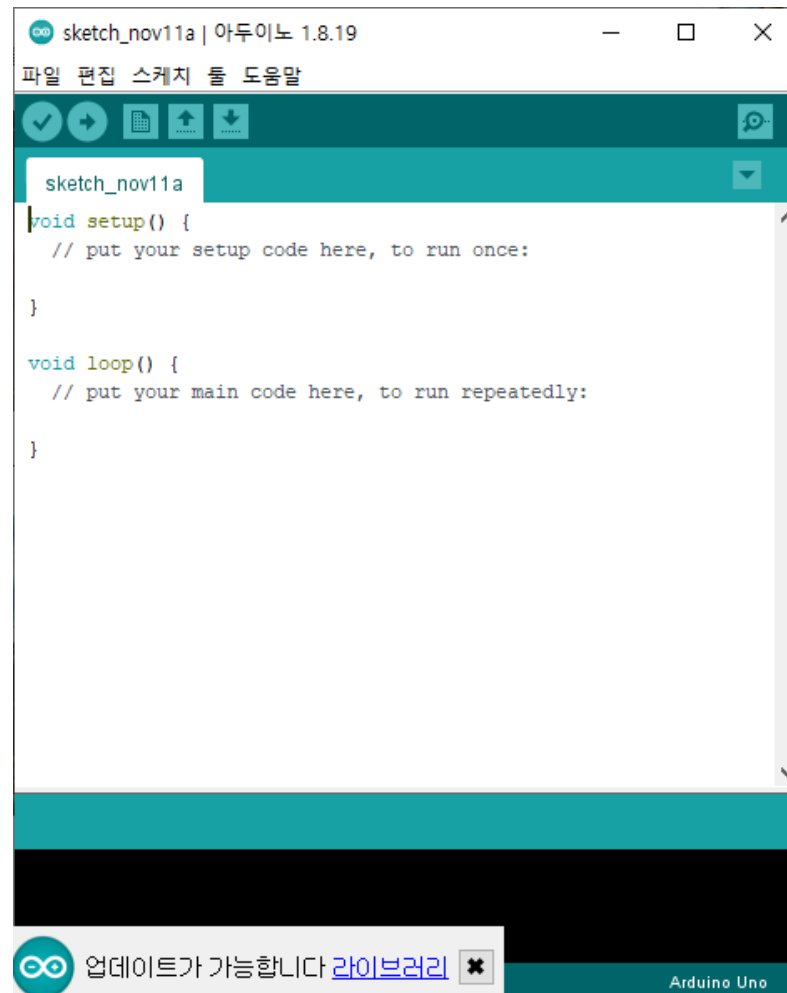 sketch_nov11a | 아두이노 1.8.19
파일 편집 스케치 툴 도움말
sketch_nov11a
void setup() {
  // put your setup code here, to run once:
}
void loop() {
  // put your main code here, to run repeatedly:
}
업데이트가 가능합니다 라이브러리
Arduino Uno